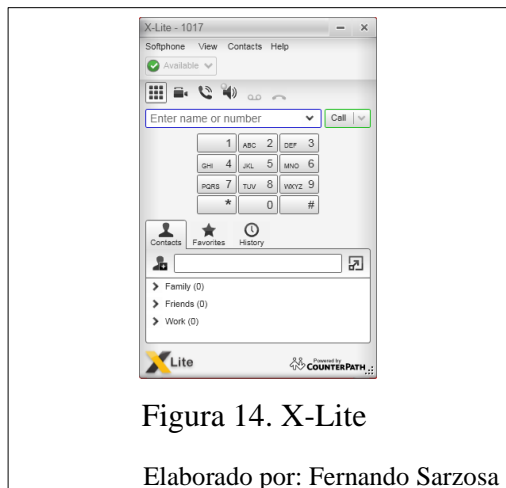 X-Lite - 1017
Softphone View Contacts Help
Available
Enter name or number
Call
1 ABC 2 DEF 3
GHI 4 JKL 5 MNO 6
PQRS 7 TUV 8 WXYZ 9
* 0 #
Contacts Favorites History
Family (0)
Friends (0)
Work (0)
X Lite
Powered by
COUNTERPATH
Figura 14. X-Lite
Elaborado por: Fernando Sarzosa